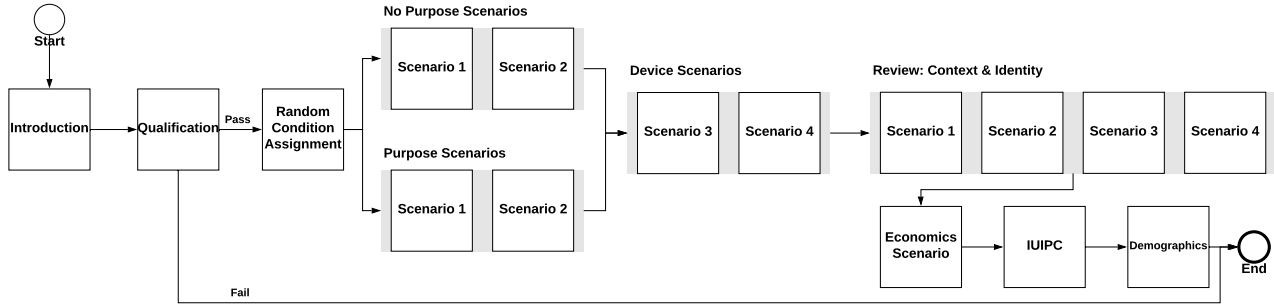 Start
Introduction
Qualification
Pass
Random
Condition
Assignment
No Purpose Scenarios
Scenario 1
Scenario 2
Purpose Scenarios
Scenario 1
Scenario 2
Device Scenarios
Scenario 3
Scenario 4
Review: Context & Identity
Scenario 1
Scenario 2
Scenario 3
Scenario 4
Economics
Scenario
IUIPC
Demographics
End
Fail